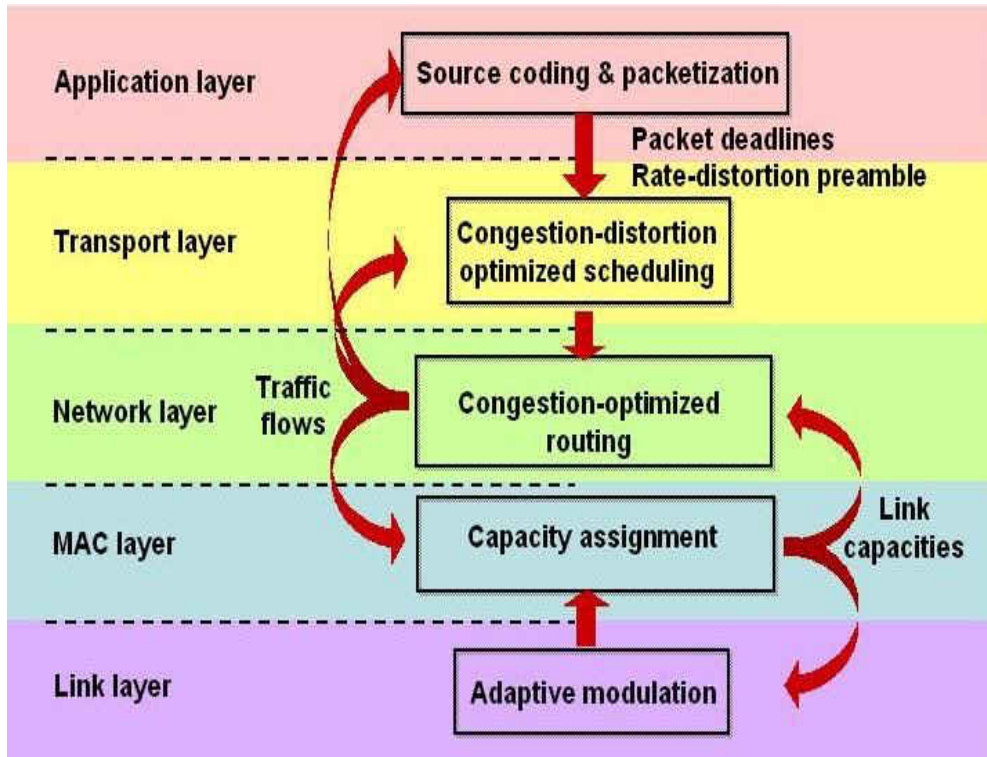 Application layer
Source coding & packetization
Packet deadlines
Rate-distortion preamble
Transport layer
Congestion-distortion
optimized scheduling
Traffic
flows
Network layer
Congestion-optimized
routing
MAC layer
Capacity assignment
Link
capacities
Link layer
Adaptive modulation